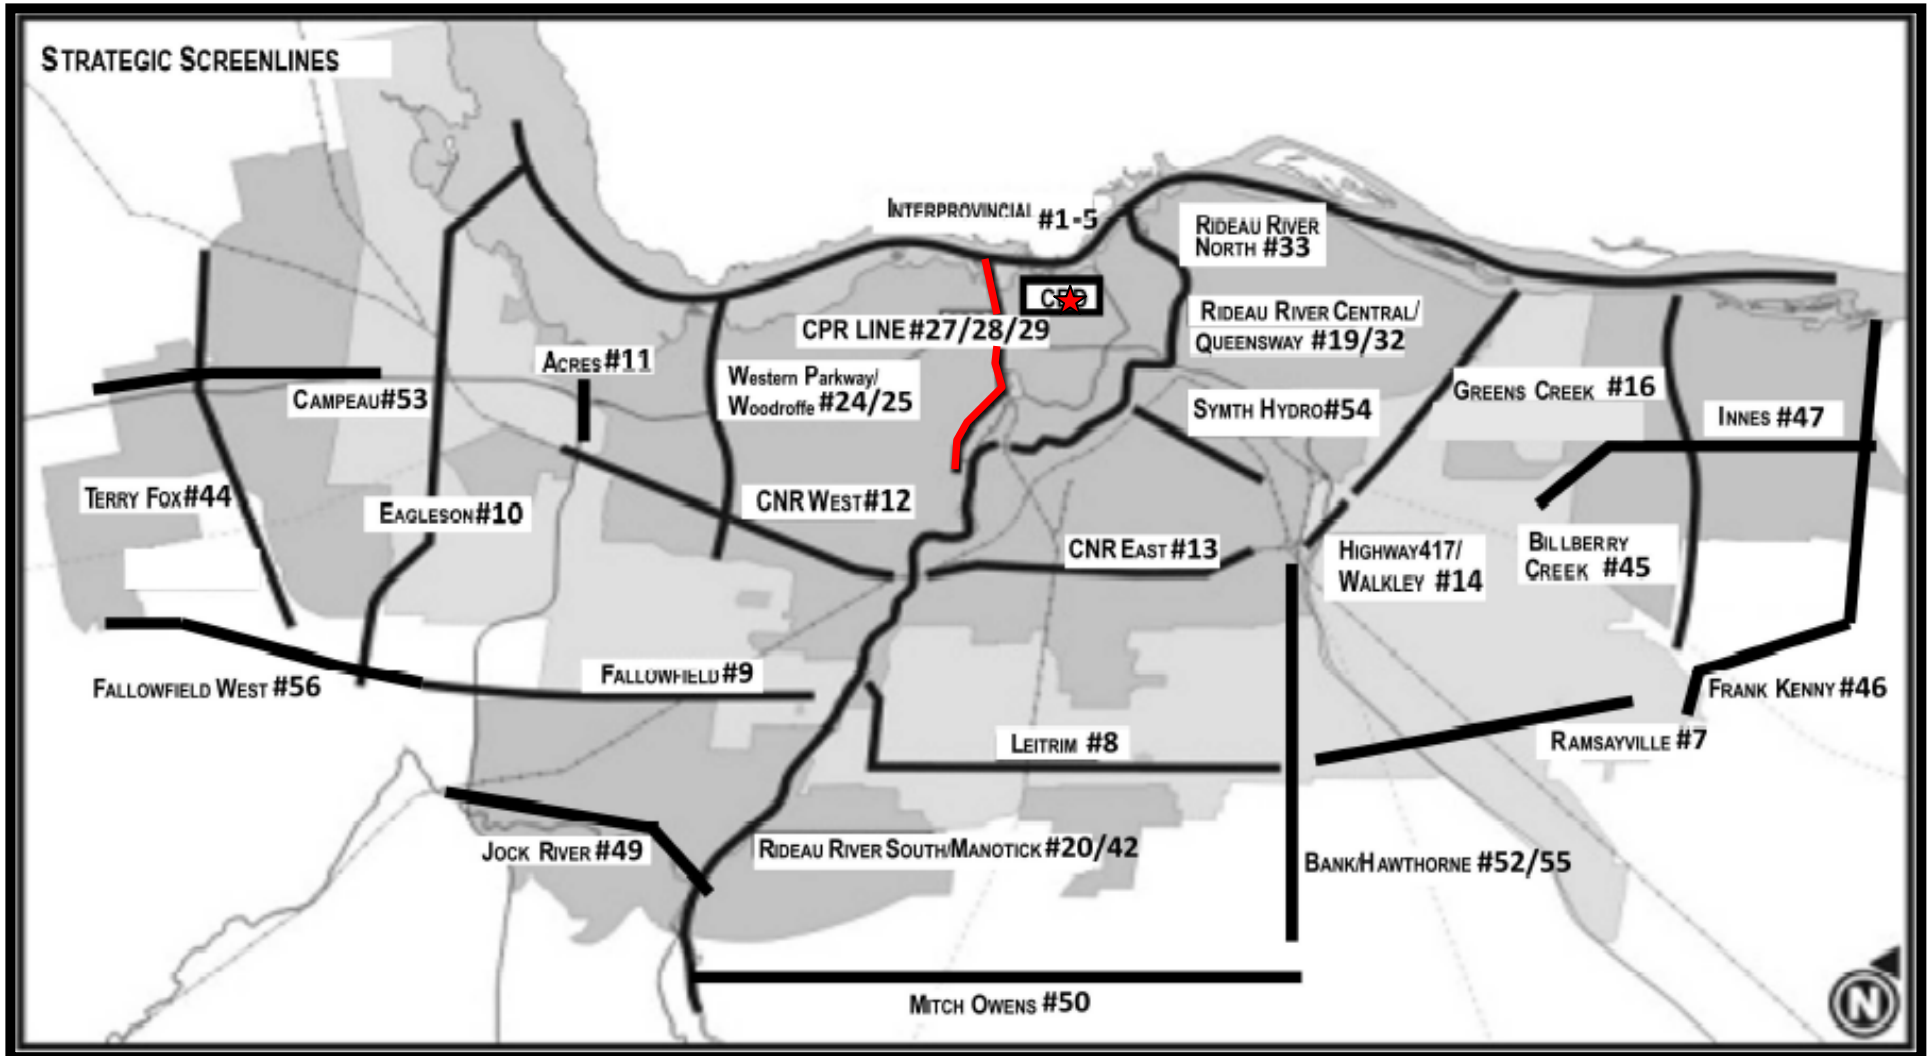 STRATEGIC SCREENLINES
INTERPROVINCIAL #1-5
RIDEAU RIVER
NORTH #33
CPR LINE #27/28/29
RIDEAU RIVER CENTRAL/
QUEENSWAY #19/32
ACRES #11
CAMPEAU #53
Western Parkway/
Woodroffe #24/25
GREENS CREEK #16
SYMTH HYDRO #54
INNES #47
TERRY FOX #44
EAGLESON #10
CNR WEST #12
CNR EAST #13
HIGHWAY 417/
WALKLEY #14
BILLBERRY
CREEK #45
FALLOWFIELD WEST #56
FALLOWFIELD #9
FRANK KENNY #46
LEITRIM #8
RAMSAYVILLE #7
JOCK RIVER #49
RIDEAU RIVER SOUTH/MANOTICK #20/42
BANK/HAWTHORNE #52/55
MITCH OWENS #50
N